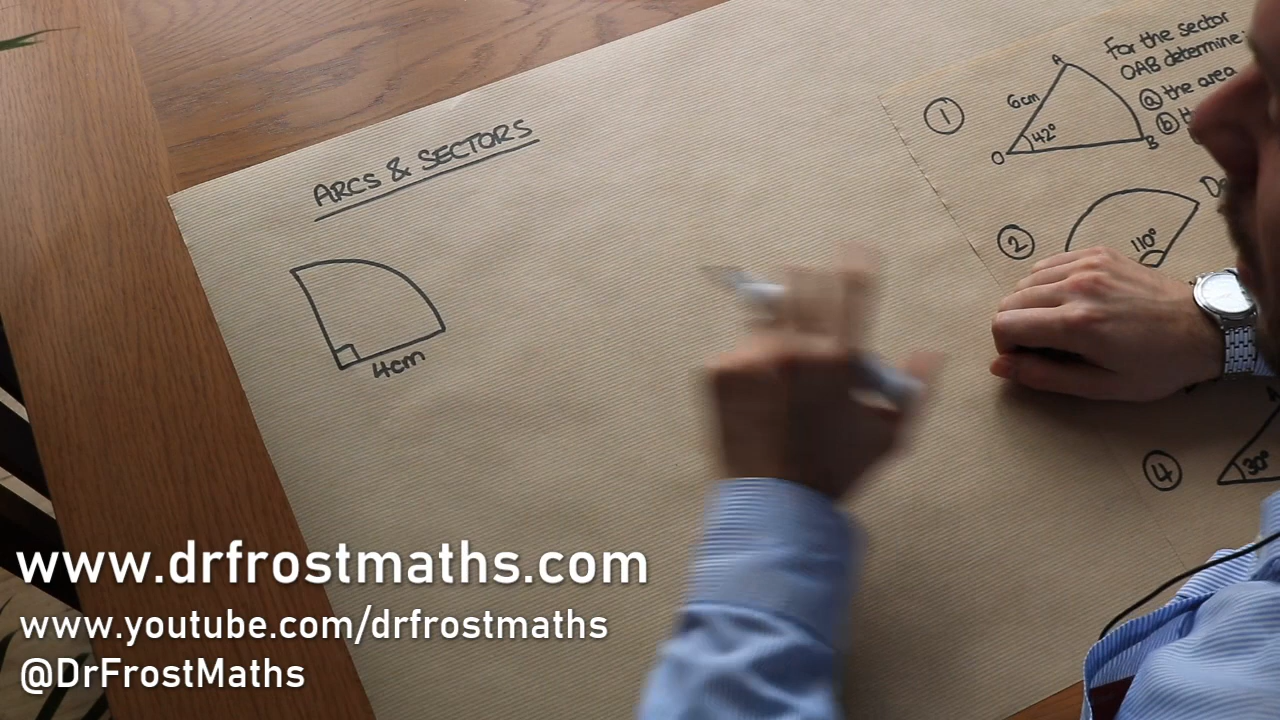 ARCS & SECTORS
4cm
①
6cm
A
O
42°
B
For the sector
OAB determine:
ⓐ the area
ⓑ
②
110°
④
30°
www.drfrostmaths.com
www.youtube.com/drfrostmaths
@DrFrostMaths